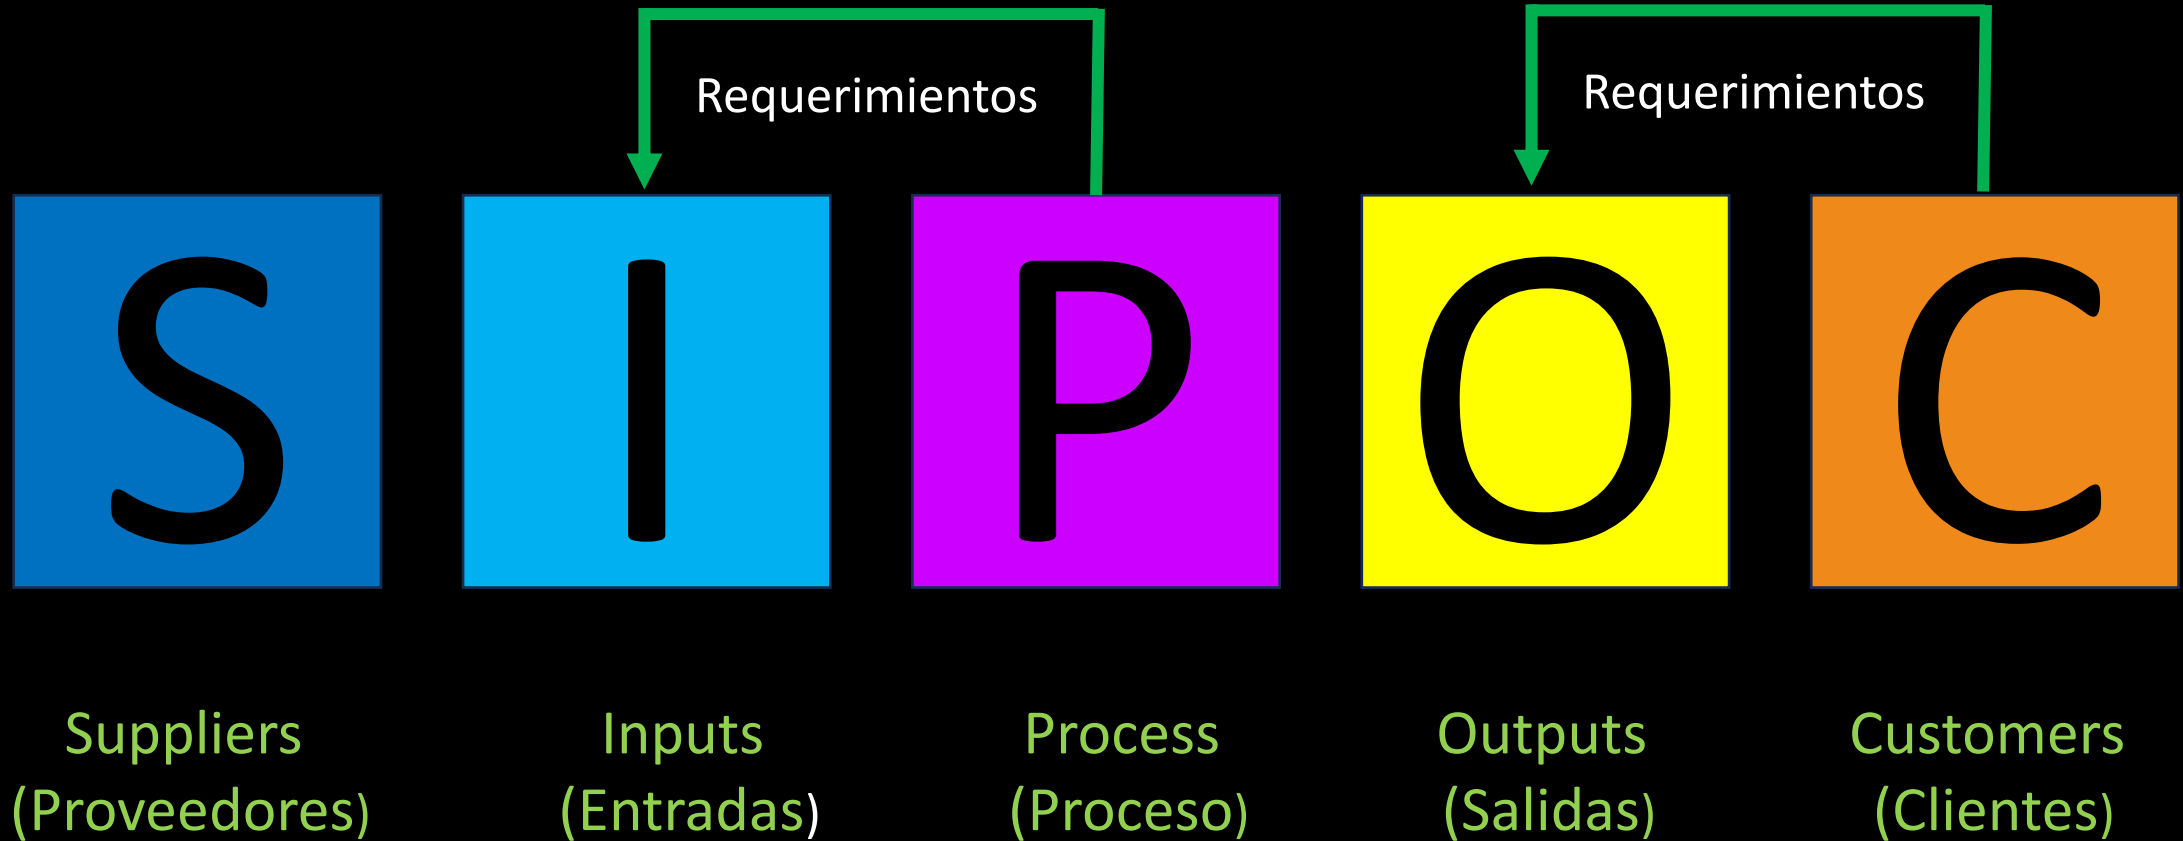 Requerimientos Requerimientos
S I P O C
Suppliers Inputs Process Outputs Customers
(Proveedores) (Entradas) (Proceso) (Salidas) (Clientes)